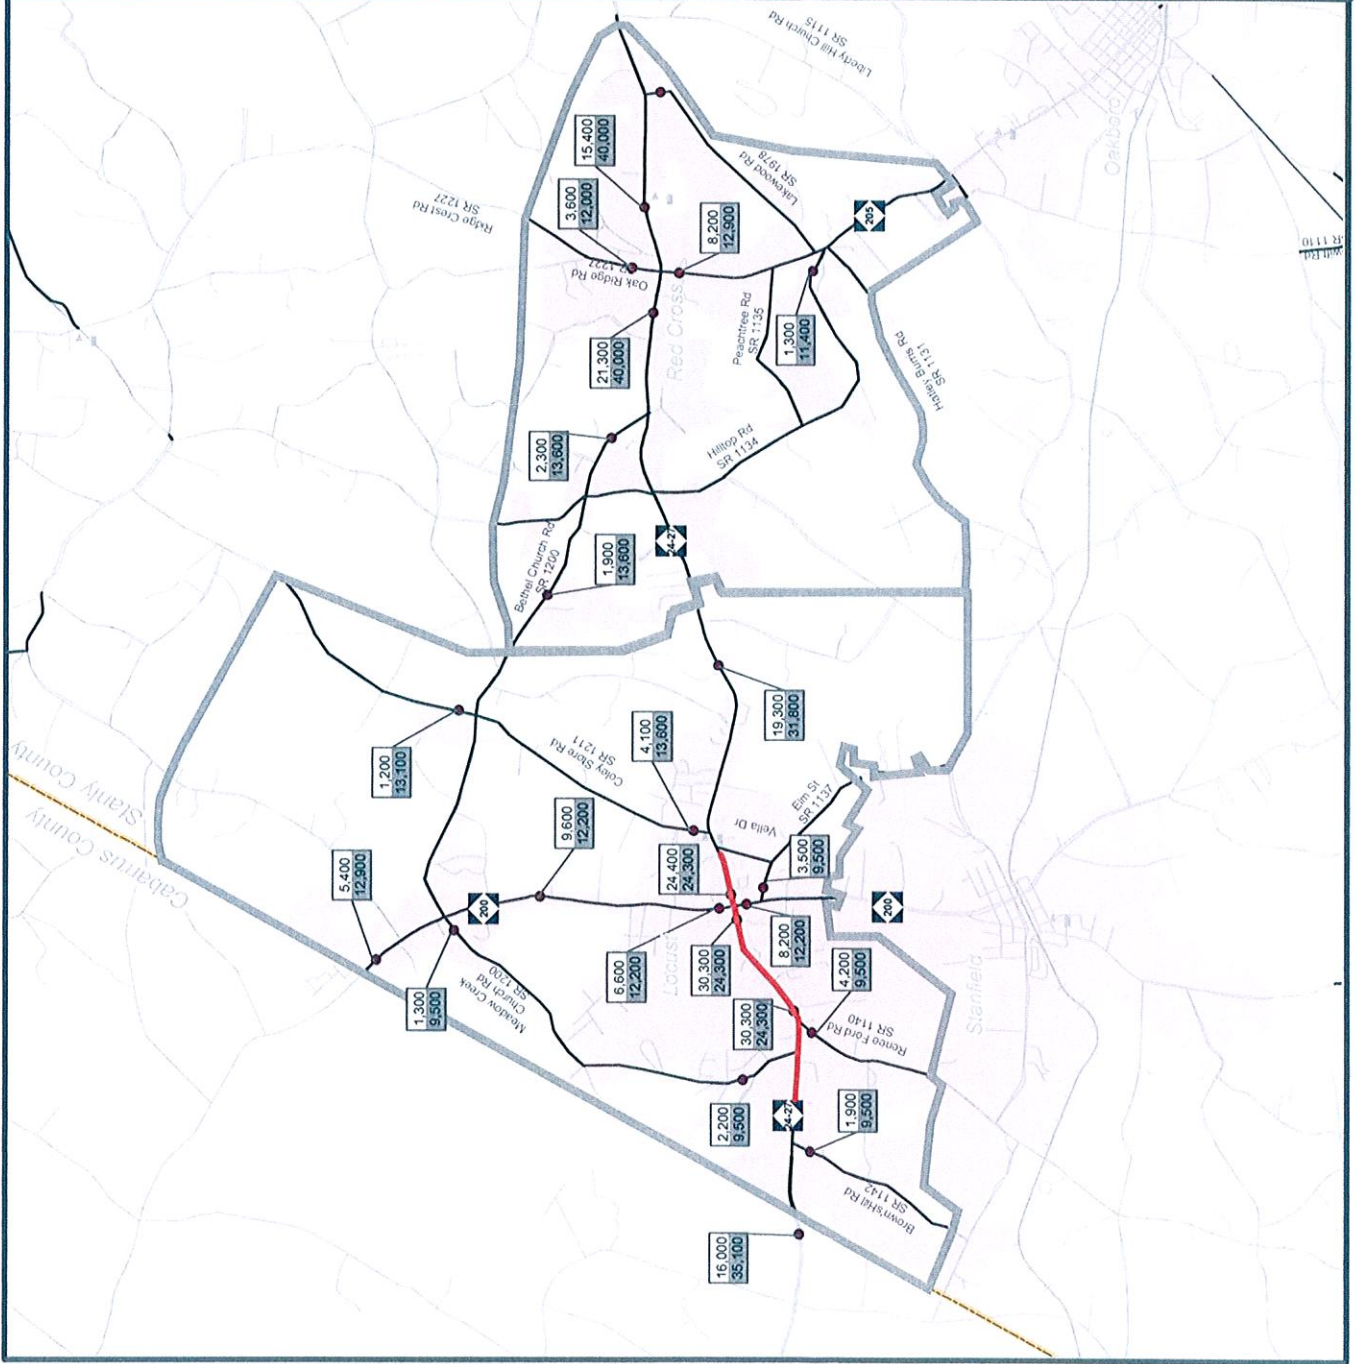 Liberty Hill Church Rd
SR 1115
Oakboro
15,400
40,000
Ridge Crest Rd
SR 1227
3,600
12,000
Lakewood Rd
SR 1978
8,200
12,900
205
SR 1110
Oak Ridge Rd
SR 1227
Red Cross
21,300
40,000
Peachtree Rd
SR 1135
1,300
11,400
Hatley Burris Rd
SR 1131
2,300
13,600
Hilltop Rd
SR 1134
Bethel Church Rd
SR 1200
1,900
13,600
24-27
19,300
31,800
Stanly County
Cabarrus County
1,200
13,100
Coley Store Rd
SR 1211
4,100
13,600
Elm St
SR 1137
Vella Dr
9,600
12,200
5,400
12,900
24,400
24,300
3,500
9,500
200
200
6,600
12,200
Locust
30,300
24,300
8,200
12,200
4,200
9,500
Stanfield
1,300
9,500
Meadow Creek
Church Rd
SR 1200
30,300
24,300
Renee Ford Rd
SR 1140
2,200
9,500
24-27
1,900
9,500
Brown's Hill Rd
SR 1142
16,000
35,100